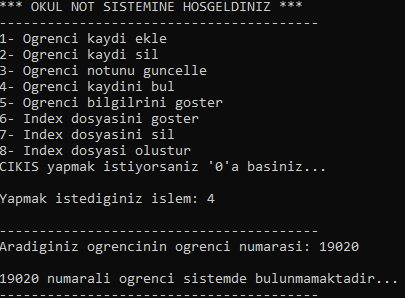 *** OKUL NOT SISTEMINE HOSGELDINIZ ***
----------------------------------------
1- Ogrenci kaydi ekle
2- Ogrenci kaydi sil
3- Ogrenci notunu guncelle
4- Ogrenci kaydini bul
5- Ogrenci bilgilrini goster
6- Index dosyasini goster
7- Index dosyasini sil
8- Index dosyasi olustur
CIKIS yapmak istiyorsaniz '0'a basiniz...
Yapmak istediginiz islem: 4
----------------------------------------
Aradiginiz ogrencinin ogrenci numarasi: 19020
19020 numarali ogrenci sistemde bulunmamaktadir...
----------------------------------------